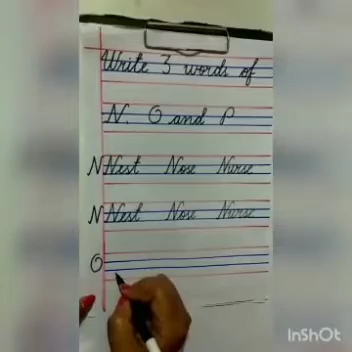 Write 3 words of
N. O and P
N Nest Nose Nurse
N Nest Nose Nurse
O
InShOt